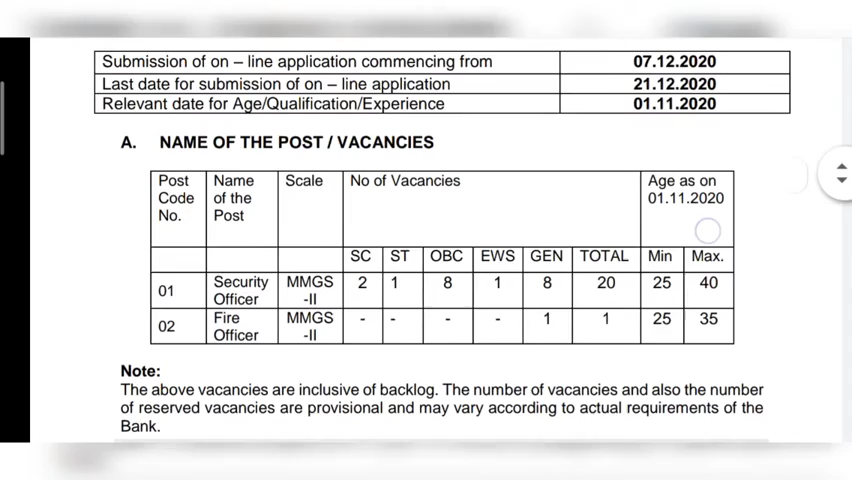 Submission of on – line application commencing from 07.12.2020
Last date for submission of on – line application 21.12.2020
Relevant date for Age/Qualification/Experience 01.11.2020
A. NAME OF THE POST / VACANCIES
Post Code No. Name of the Post Scale No of Vacancies Age as on 01.11.2020
SC ST OBC EWS GEN TOTAL Min Max.
01 Security Officer MMGS -II 2 1 8 1 8 20 25 40
02 Fire Officer MMGS -II - - - - 1 1 25 35
Note:
The above vacancies are inclusive of backlog. The number of vacancies and also the number
of reserved vacancies are provisional and may vary according to actual requirements of the
Bank.